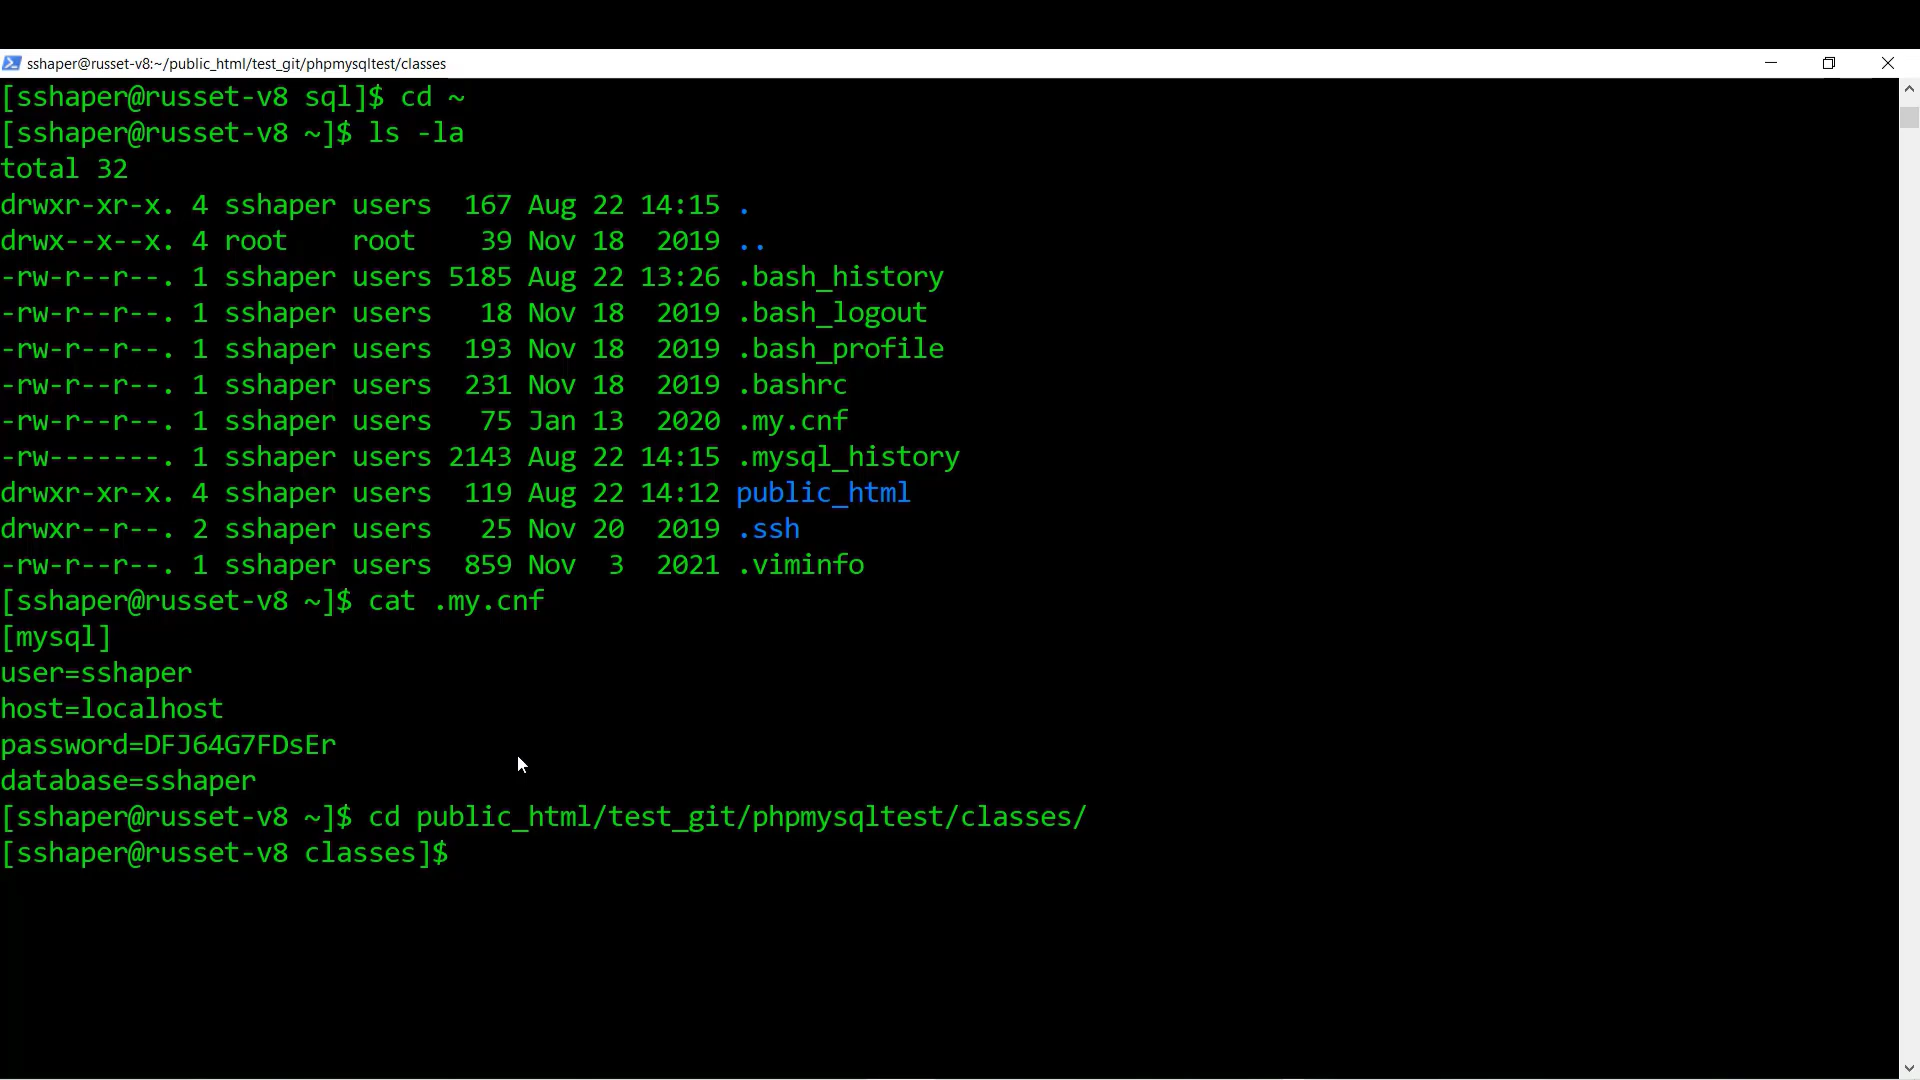 sshaper@russet-v8:~/public_html/test_git/phpmysqltest/classes
[sshaper@russet-v8 sql]$ cd ~
[sshaper@russet-v8 ~]$ ls -la
total 32
drwxr-xr-x. 4 sshaper users  167 Aug 22 14:15 .
drwx--x--x. 4 root    root    39 Nov 18  2019 ..
-rw-r--r--. 1 sshaper users 5185 Aug 22 13:26 .bash_history
-rw-r--r--. 1 sshaper users   18 Nov 18  2019 .bash_logout
-rw-r--r--. 1 sshaper users  193 Nov 18  2019 .bash_profile
-rw-r--r--. 1 sshaper users  231 Nov 18  2019 .bashrc
-rw-r--r--. 1 sshaper users   75 Jan 13  2020 .my.cnf
-rw-------. 1 sshaper users 2143 Aug 22 14:15 .mysql_history
drwxr-xr-x. 4 sshaper users  119 Aug 22 14:12 public_html
drwxr--r--. 2 sshaper users   25 Nov 20  2019 .ssh
-rw-r--r--. 1 sshaper users  859 Nov  3  2021 .viminfo
[sshaper@russet-v8 ~]$ cat .my.cnf
[mysql]
user=sshaper
host=localhost
password=DFJ64G7FDsEr
database=sshaper
[sshaper@russet-v8 ~]$ cd public_html/test_git/phpmysqltest/classes/
[sshaper@russet-v8 classes]$